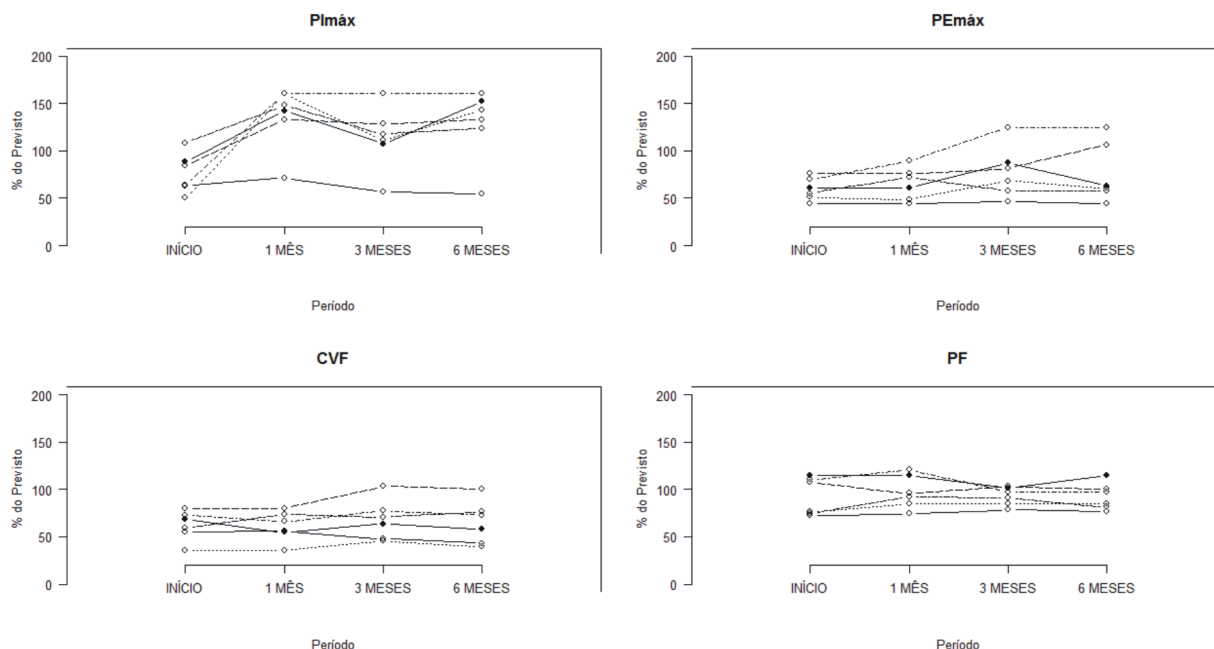 PImáx
% do Previsto
200
150
100
50
0
INÍCIO 1 MÊS 3 MESES 6 MESES
Período
PEmáx
% do Previsto
200
150
100
50
0
INÍCIO 1 MÊS 3 MESES 6 MESES
Período
CVF
% do Previsto
200
150
100
50
0
INÍCIO 1 MÊS 3 MESES 6 MESES
Período
PF
% do Previsto
200
150
100
50
0
INÍCIO 1 MÊS 3 MESES 6 MESES
Período